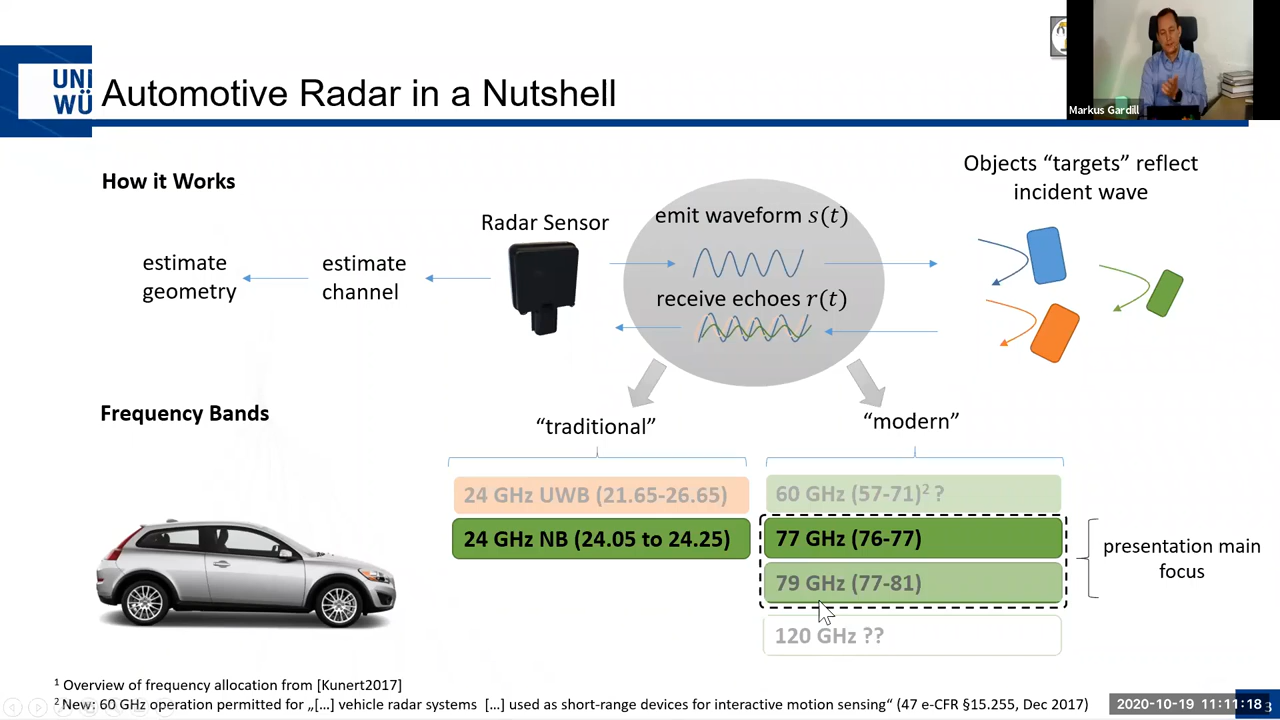 UNI
WÜ
Automotive Radar in a Nutshell
Markus Gardill
How it Works
Objects “targets” reflect
incident wave
Radar Sensor
emit waveform s(t)
estimate
geometry
estimate
channel
receive echoes r(t)
Frequency Bands
“traditional”
“modern”
24 GHz UWB (21.65-26.65)
60 GHz (57-71)² ?
24 GHz NB (24.05 to 24.25)
77 GHz (76-77)
79 GHz (77-81)
presentation main
focus
120 GHz ??
¹ Overview of frequency allocation from [Kunert2017]
² New: 60 GHz operation permitted for „[…] vehicle radar systems […] used as short-range devices for interactive motion sensing“ (47 e-CFR §15.255, Dec 2017)
2020-10-19 11:11:18
3